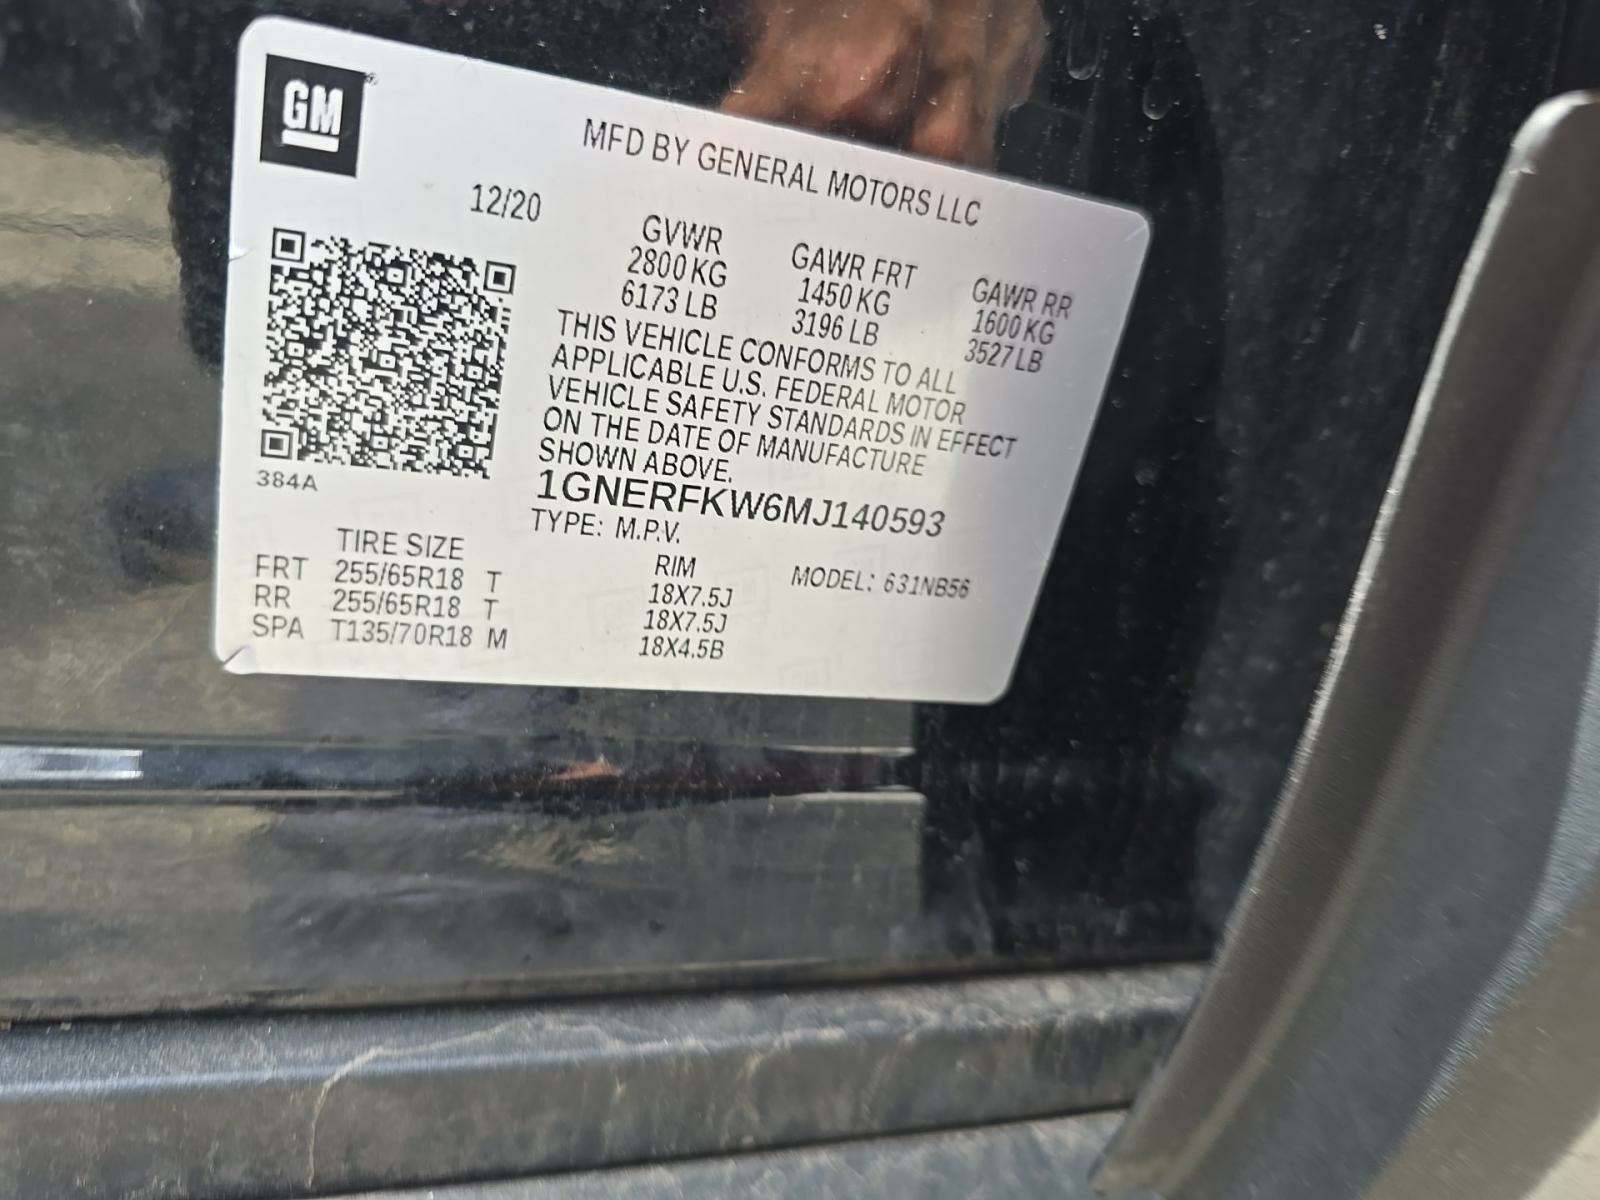 GM
MFD BY GENERAL MOTORS LLC
12/20
GVWR GAWR FRT GAWR RR
2800 KG 1450 KG 1600 KG
6173 LB 3196 LB 3527 LB
THIS VEHICLE CONFORMS TO ALL
APPLICABLE U.S. FEDERAL MOTOR
VEHICLE SAFETY STANDARDS IN EFFECT
ON THE DATE OF MANUFACTURE
SHOWN ABOVE.
384A
1GNERFKW6MJ140593
TYPE: M.P.V.
TIRE SIZE RIM MODEL: 631NB56
FRT 255/65R18 T 18X7.5J
RR 255/65R18 T 18X7.5J
SPA T135/70R18 M 18X4.5B